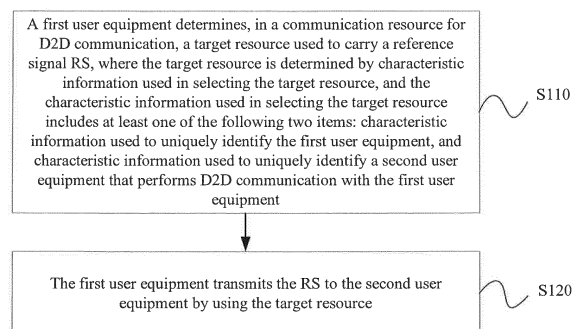 A first user equipment determines, in a communication resource for
D2D communication, a target resource used to carry a reference
signal RS, where the target resource is determined by characteristic
information used in selecting the target resource, and the
characteristic information used in selecting the target resource
includes at least one of the following two items: characteristic
information used to uniquely identify the first user equipment, and
characteristic information used to uniquely identify a second user
equipment that performs D2D communication with the first user
equipment
S110
The first user equipment transmits the RS to the second user
equipment by using the target resource
S120